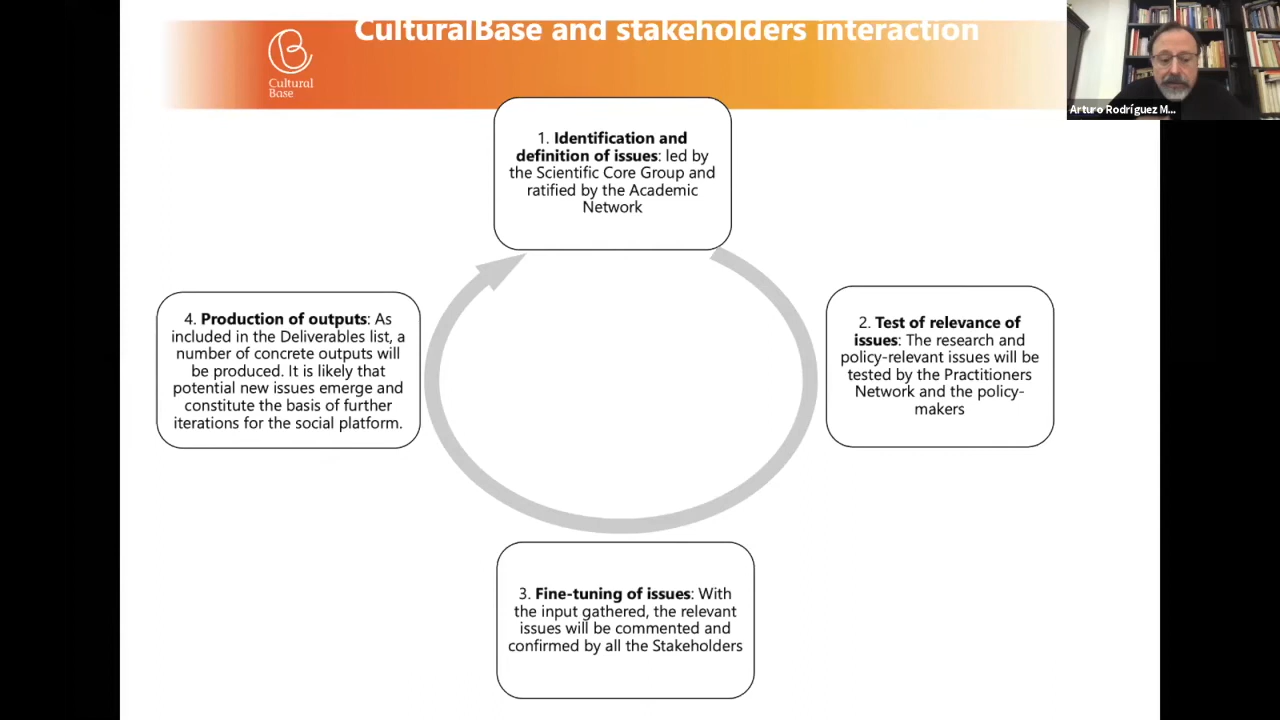 CulturalBase and stakeholders interaction
Cultural
Base
Arturo Rodríguez M...
1. Identification and
definition of issues: led by
the Scientific Core Group and
ratified by the Academic
Network
2. Test of relevance of
issues: The research and
policy-relevant issues will be
tested by the Practitioners
Network and the policy-
makers
3. Fine-tuning of issues: With
the input gathered, the relevant
issues will be commented and
confirmed by all the Stakeholders
4. Production of outputs: As
included in the Deliverables list, a
number of concrete outputs will
be produced. It is likely that
potential new issues emerge and
constitute the basis of further
iterations for the social platform.